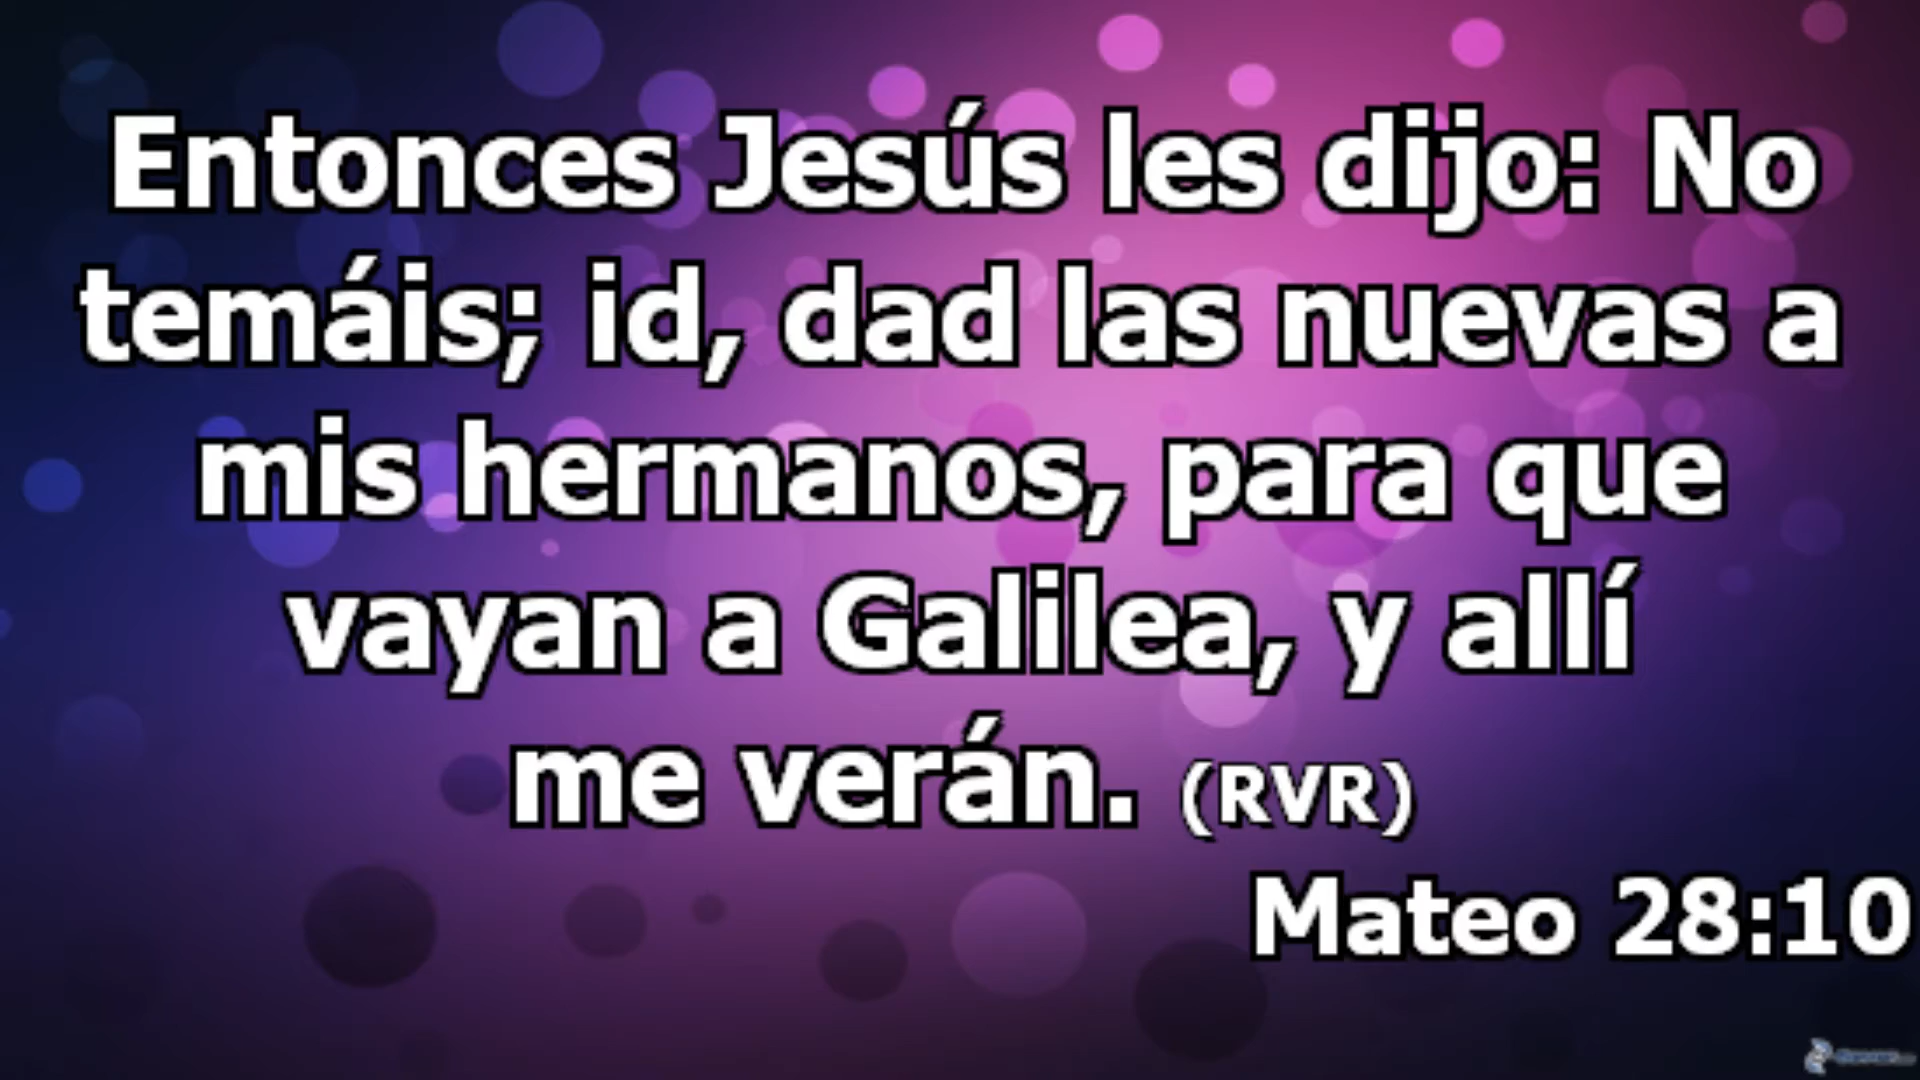 Entonces Jesús les dijo: No
temáis; id, dad las nuevas a
mis hermanos, para que
vayan a Galilea, y allí
me verán. (RVR)
Mateo 28:10